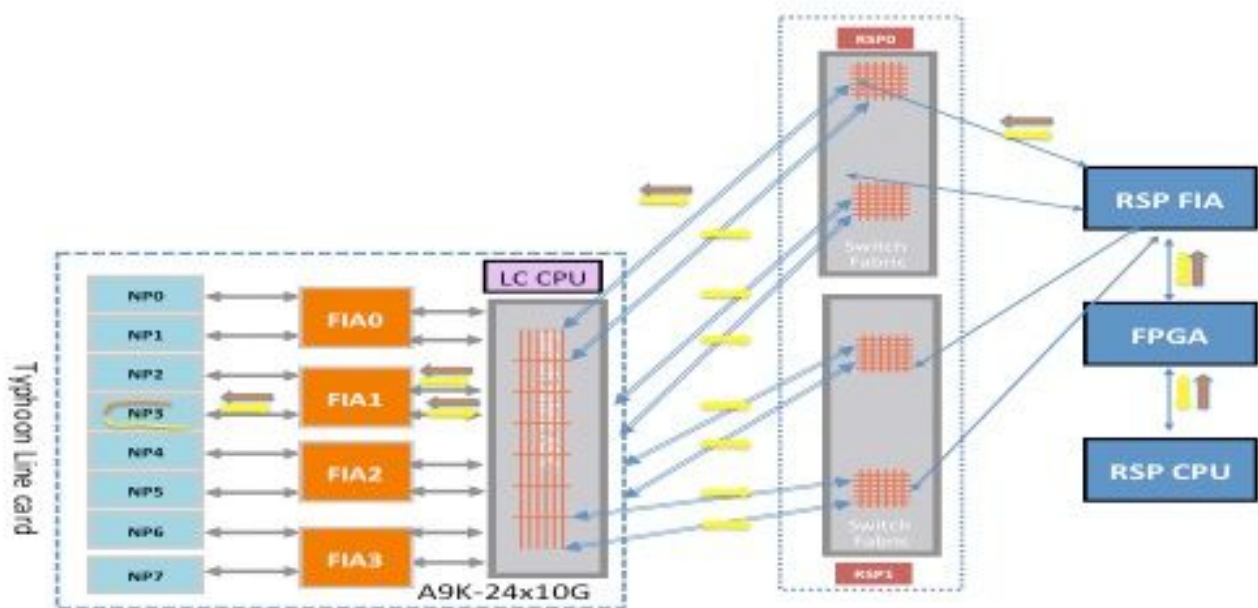 RSP0
RSP FIA
Switch
Fabric
LC CPU
NP0
FIA0
NP1
FPGA
NP2
FIA1
NP3
NP4
FIA2
RSP CPU
NP5
NP6
Switch
Fabric
FIA3
NP7
RSP1
A9K-24x10G
Typhoon Line card